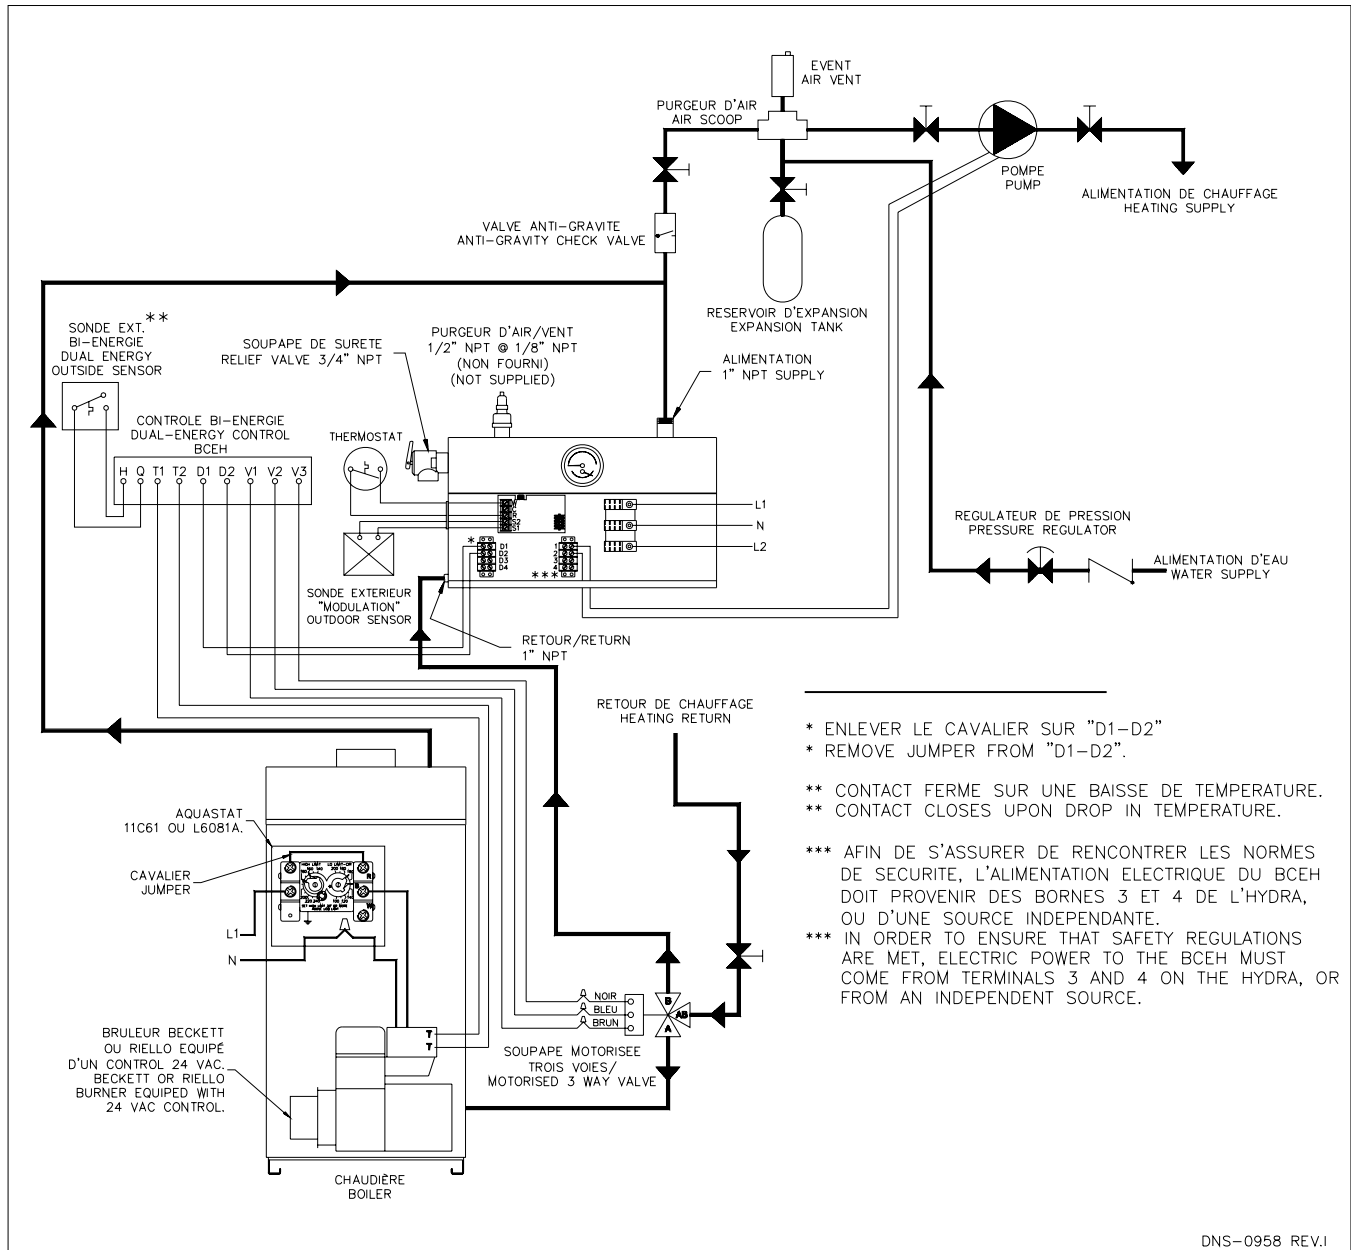 EVENT
AIR VENT
PURGEUR D'AIR
AIR SCOOP
POMPE
PUMP
ALIMENTATION DE CHAUFFAGE
HEATING SUPPLY
VALVE ANTI-GRAVITE
ANTI-GRAVITY CHECK VALVE
RESERVOIR D'EXPANSION
EXPANSION TANK
SONDE EXT. **
BI-ENERGIE
DUAL ENERGY
OUTSIDE SENSOR
SOUPAPE DE SURETE
RELIEF VALVE 3/4" NPT
PURGEUR D'AIR/VENT
1/2" NPT @ 1/8" NPT
(NON FOURNI)
(NOT SUPPLIED)
ALIMENTATION
1" NPT SUPPLY
CONTROLE BI-ENERGIE
DUAL-ENERGY CONTROL
BCEH
H Q T1 T2 D1 D2 V1 V2 V3
THERMOSTAT
W
R
S2
S1
L1
N
L2
*
D1
D2
D3
D4
1
2
3
4
***
SONDE EXTERIEUR
"MODULATION"
OUTDOOR SENSOR
RETOUR/RETURN
1" NPT
REGULATEUR DE PRESSION
PRESSURE REGULATOR
ALIMENTATION D'EAU
WATER SUPPLY
RETOUR DE CHAUFFAGE
HEATING RETURN
* ENLEVER LE CAVALIER SUR "D1-D2"
* REMOVE JUMPER FROM "D1-D2".
** CONTACT FERME SUR UNE BAISSE DE TEMPERATURE.
** CONTACT CLOSES UPON DROP IN TEMPERATURE.
*** AFIN DE S'ASSURER DE RENCONTRER LES NORMES
DE SECURITE, L'ALIMENTATION ELECTRIQUE DU BCEH
DOIT PROVENIR DES BORNES 3 ET 4 DE L'HYDRA,
OU D'UNE SOURCE INDEPENDANTE.
*** IN ORDER TO ENSURE THAT SAFETY REGULATIONS
ARE MET, ELECTRIC POWER TO THE BCEH MUST
COME FROM TERMINALS 3 AND 4 ON THE HYDRA, OR
FROM AN INDEPENDENT SOURCE.
AQUASTAT
11C61 OU L6081A.
CAVALIER
JUMPER
HIGH LIMIT
R
B
W
L1
N
NOIR
BLEU
BRUN
B
AB
A
SOUPAPE MOTORISEE
TROIS VOIES/
MOTORISED 3 WAY VALVE
T
T
BRULEUR BECKETT
OU RIELLO EQUIPÉ
D'UN CONTROL 24 VAC.
BECKETT OR RIELLO
BURNER EQUIPED WITH
24 VAC CONTROL.
CHAUDIÈRE
BOILER
DNS-0958 REV.I